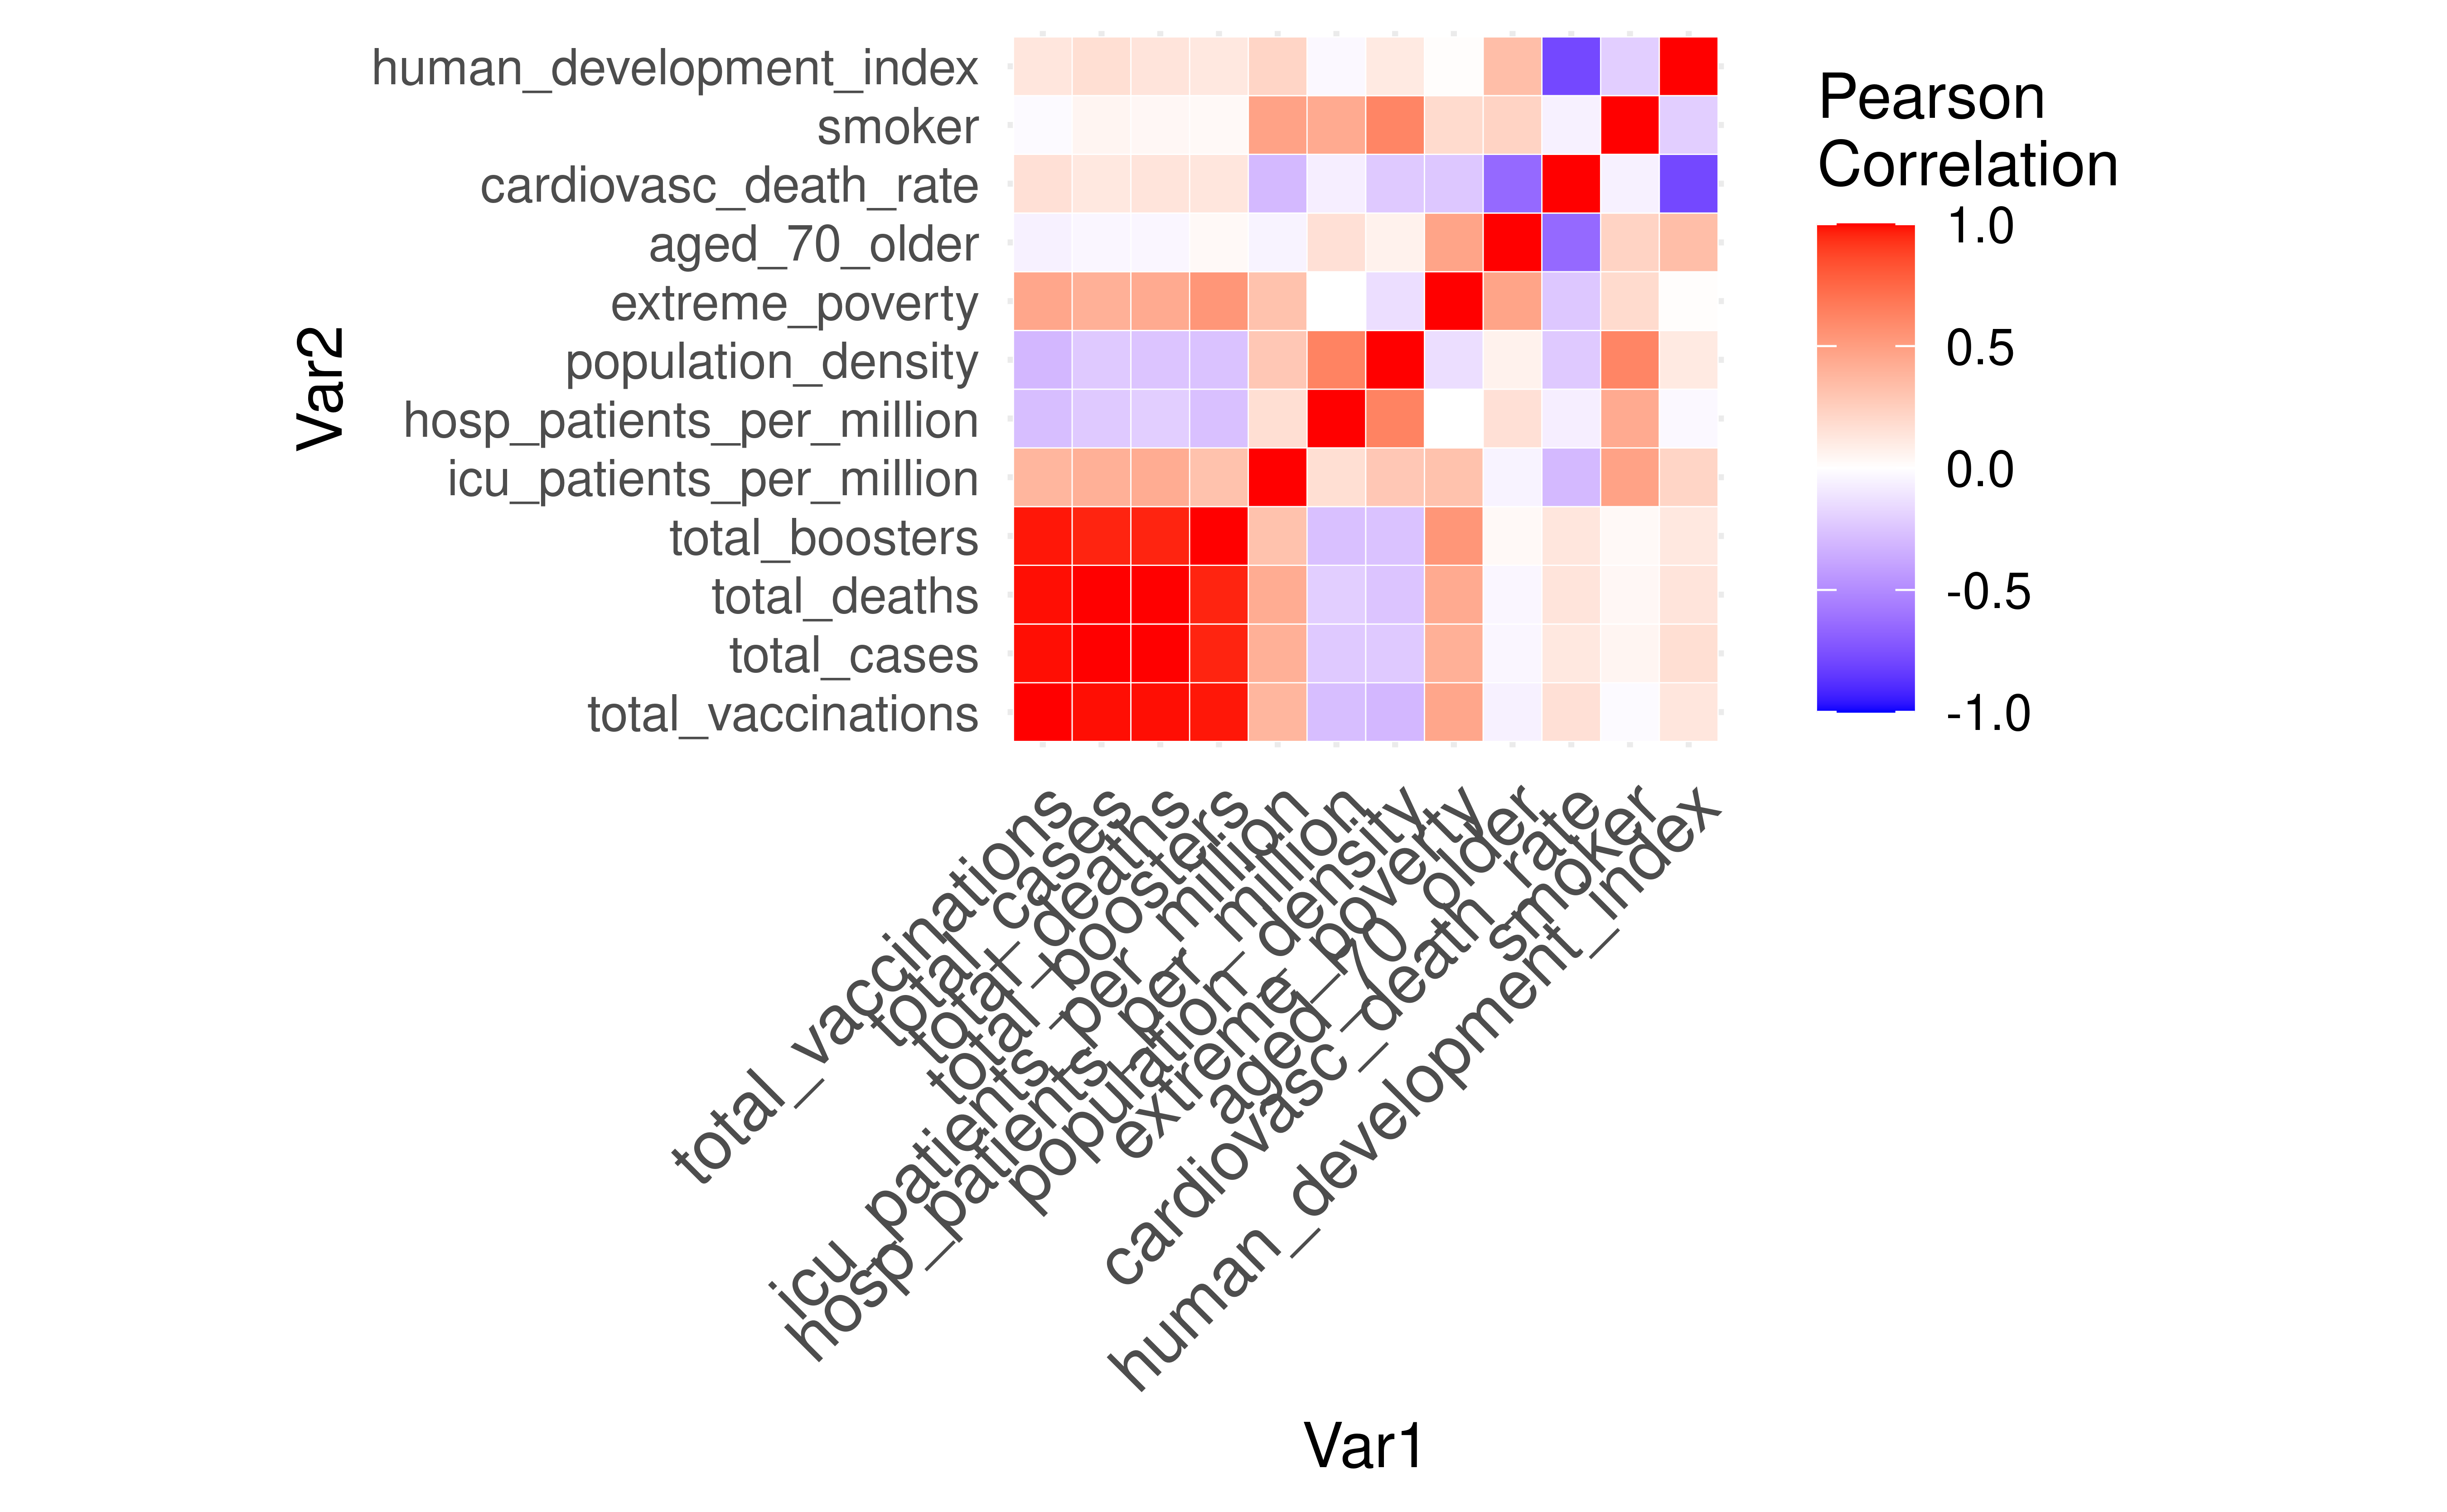 human_development_index
smoker
cardiovasc_death_rate
aged_70_older
extreme_poverty
population_density
hosp_patients_per_million
icu_patients_per_million
total_boosters
total_deaths
total_cases
total_vaccinations
Var2
total_vaccinations
total_cases
total_deaths
total_boosters
icu_patients_per_million
hosp_patients_per_million
population_density
extreme_poverty
aged_70_older
cardiovasc_death_rate
smoker
human_development_index
Var1
Pearson
Correlation
1.0
0.5
0.0
-0.5
-1.0